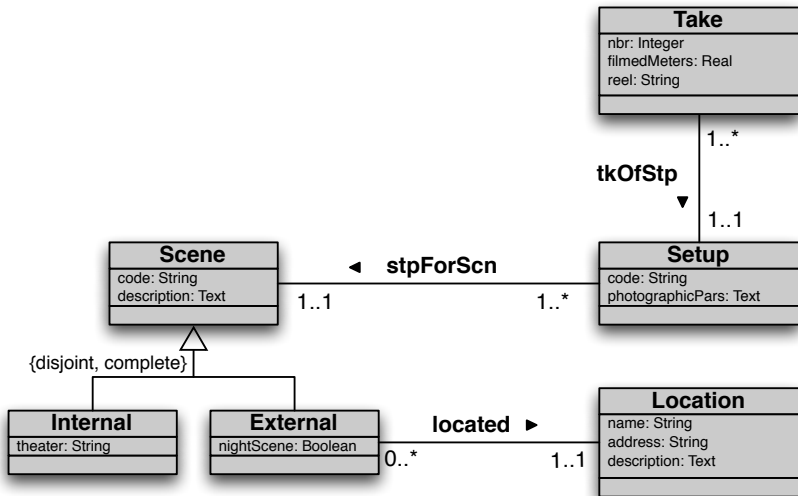 Take
nbr: Integer
filmedMeters: Real
reel: String
1..*
tkOfStp
▼
1..1
Scene
code: String
description: Text
◄ stpForScn
1..1
1..*
Setup
code: String
photographicPars: Text
{disjoint, complete}
Internal
theater: String
External
nightScene: Boolean
located ►
0..*
1..1
Location
name: String
address: String
description: Text